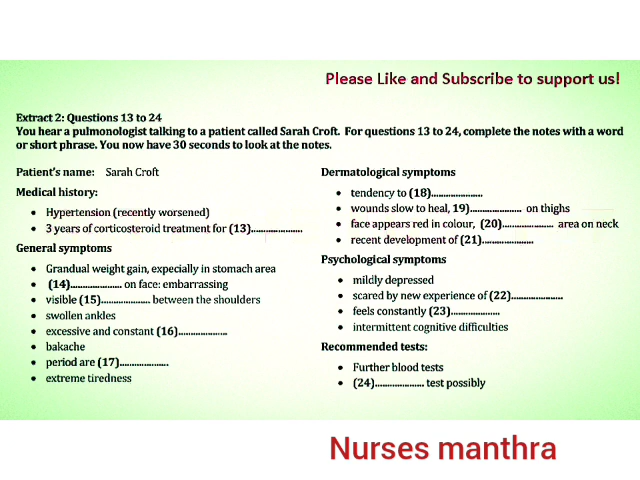 Please Like and Subscribe to support us!
Extract 2: Questions 13 to 24
You hear a pulmonologist talking to a patient called Sarah Croft. For questions 13 to 24, complete the notes with a word
or short phrase. You now have 30 seconds to look at the notes.
Patient's name: Sarah Croft
Medical history:
• Hypertension (recently worsened)
• 3 years of corticosteroid treatment for (13)......................
General symptoms
• Grandual weight gain, especially in stomach area
• (14)...................... on face: embarrassing
• visible (15)..................... between the shoulders
• swollen ankles
• excessive and constant (16).....................
• bakache
• period are (17).....................
• extreme tiredness
Dermatological symptoms
• tendency to (18)......................
• wounds slow to heal, 19)...................... on thighs
• face appears red in colour, (20)...................... area on neck
• recent development of (21)......................
Psychological symptoms
• mildly depressed
• scared by new experience of (22)......................
• feels constantly (23)......................
• intermittent cognitive difficulties
Recommended tests:
• Further blood tests
• (24)..................... test possibly
Nurses manthra